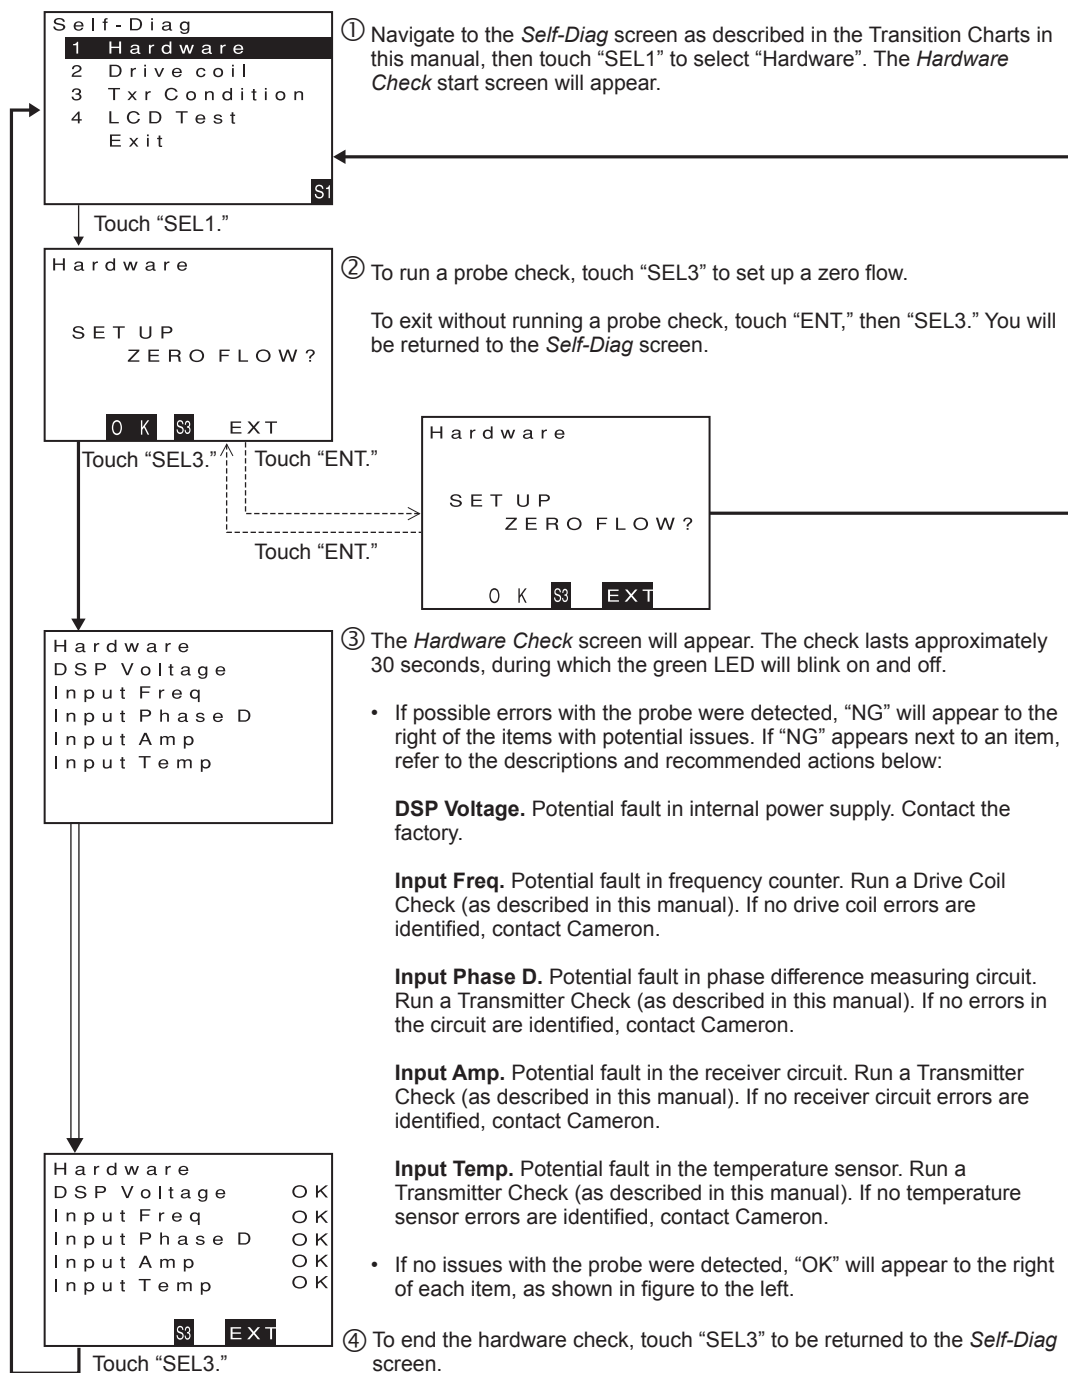 Self-Diag
1 Hardware
2 Drive coil
3 Txr Condition
4 LCD Test
Exit
S1
① Navigate to the Self-Diag screen as described in the Transition Charts in
this manual, then touch “SEL1” to select “Hardware”. The Hardware
Check start screen will appear.
Touch “SEL1.”
Hardware
SET UP
ZERO FLOW?
OK S3 EXT
② To run a probe check, touch “SEL3” to set up a zero flow.
To exit without running a probe check, touch “ENT,” then “SEL3.” You will
be returned to the Self-Diag screen.
Touch “SEL3.”
Touch “ENT.”
Touch “ENT.”
Hardware
SET UP
ZERO FLOW?
OK S3 EXT
Hardware
DSP Voltage
Input Freq
Input Phase D
Input Amp
Input Temp
③ The Hardware Check screen will appear. The check lasts approximately
30 seconds, during which the green LED will blink on and off.
• If possible errors with the probe were detected, “NG” will appear to the
right of the items with potential issues. If “NG” appears next to an item,
refer to the descriptions and recommended actions below:
DSP Voltage. Potential fault in internal power supply. Contact the
factory.
Input Freq. Potential fault in frequency counter. Run a Drive Coil
Check (as described in this manual). If no drive coil errors are
identified, contact Cameron.
Input Phase D. Potential fault in phase difference measuring circuit.
Run a Transmitter Check (as described in this manual). If no errors in
the circuit are identified, contact Cameron.
Input Amp. Potential fault in the receiver circuit. Run a Transmitter
Check (as described in this manual). If no receiver circuit errors are
identified, contact Cameron.
Input Temp. Potential fault in the temperature sensor. Run a
Transmitter Check (as described in this manual). If no temperature
sensor errors are identified, contact Cameron.
• If no issues with the probe were detected, “OK” will appear to the right
of each item, as shown in figure to the left.
Hardware
DSP Voltage OK
Input Freq OK
Input Phase D OK
Input Amp OK
Input Temp OK
S3 EXT
④ To end the hardware check, touch “SEL3” to be returned to the Self-Diag
screen.
Touch “SEL3.”